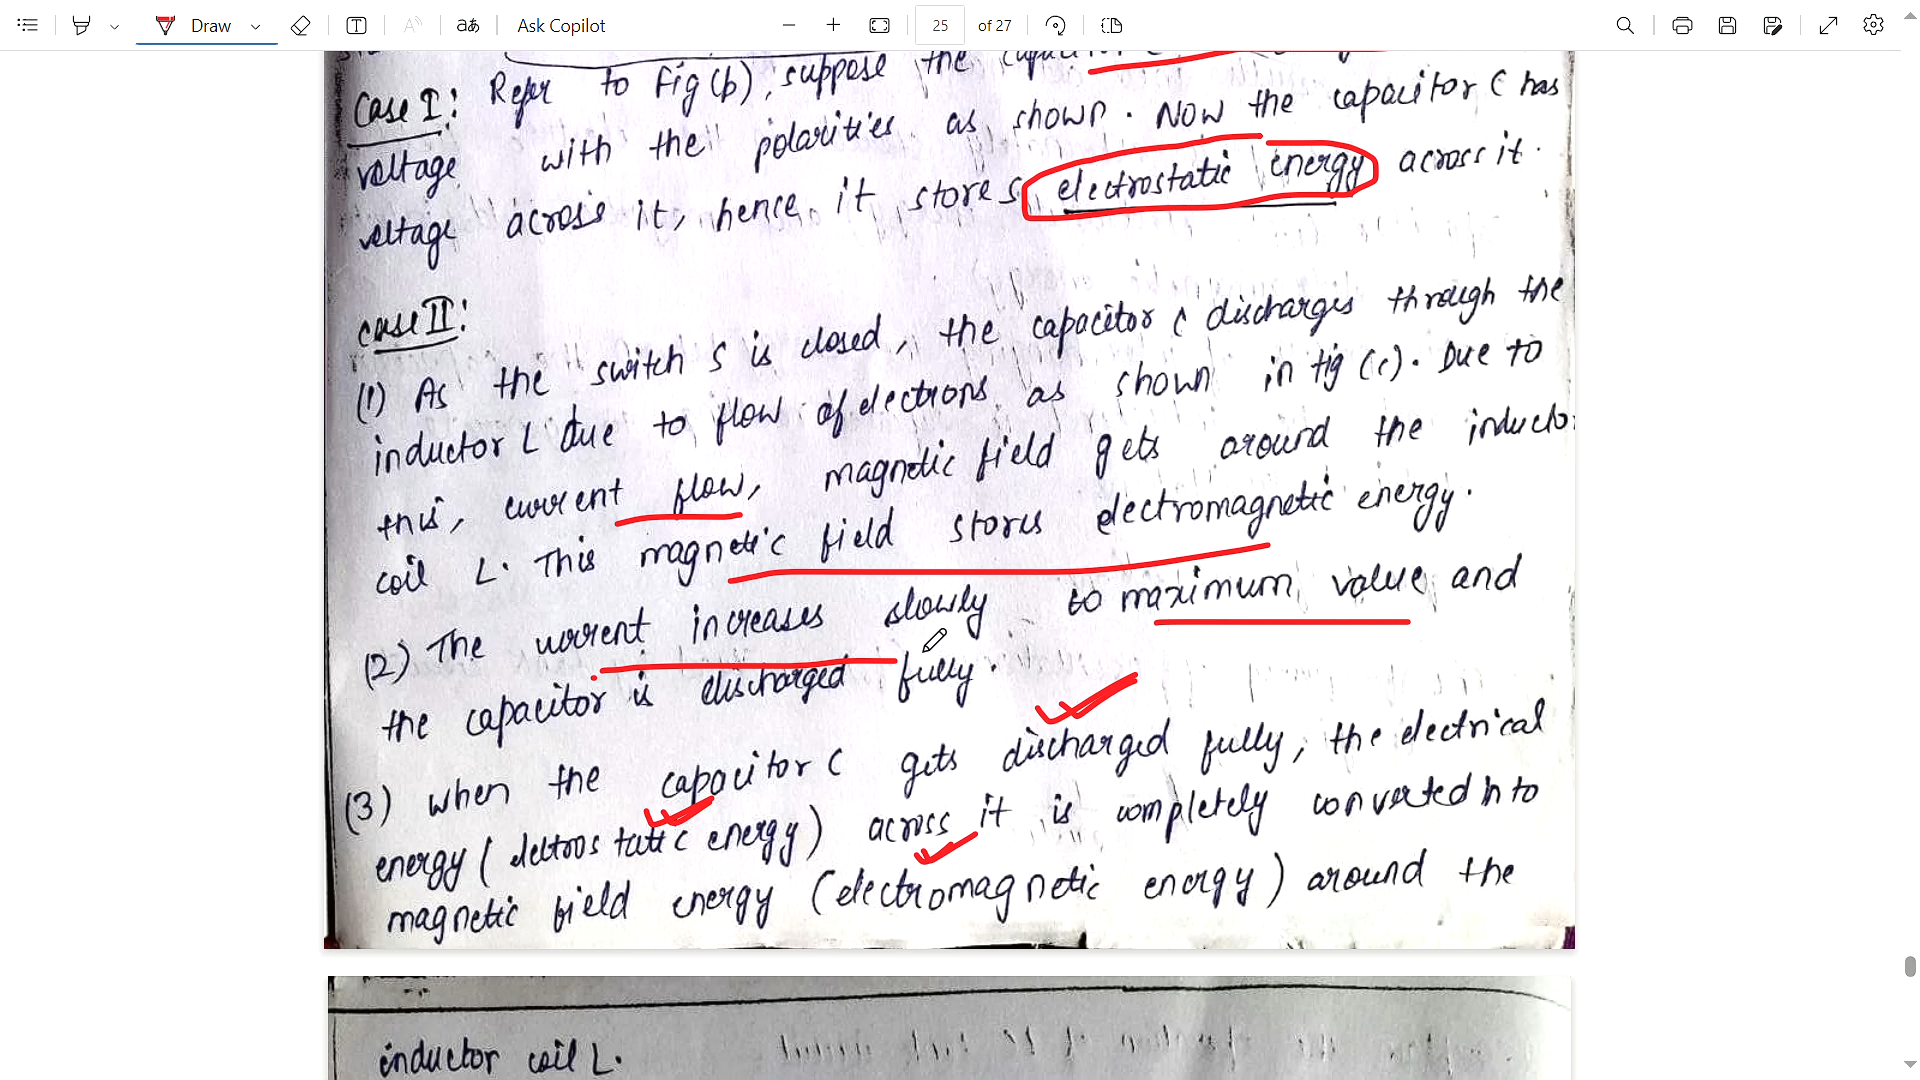 Draw
Ask Copilot
25 of 27
Case I: Refer to Fig(b), suppose the
voltage with the polarities as shown. Now the capacitor C has
voltage across it, hence it stores electrostatic energy across it.
case II:
(1) As the switch S is closed, the capacitor C discharges through the
inductor L due to flow of electrons as shown in fig (c). Due to
this, current flow, magnetic field gets around the inducto
coil L. This magnetic field stores electromagnetic energy.
(2) The current increases slowly to maximum value and
the capacitor is discharged fully.
(3) when the capacitor C gets discharged fully, the electrical
energy (electrostatic energy) across it is completely converted into
magnetic field energy (electromagnetic energy) around the
inductor coil L.